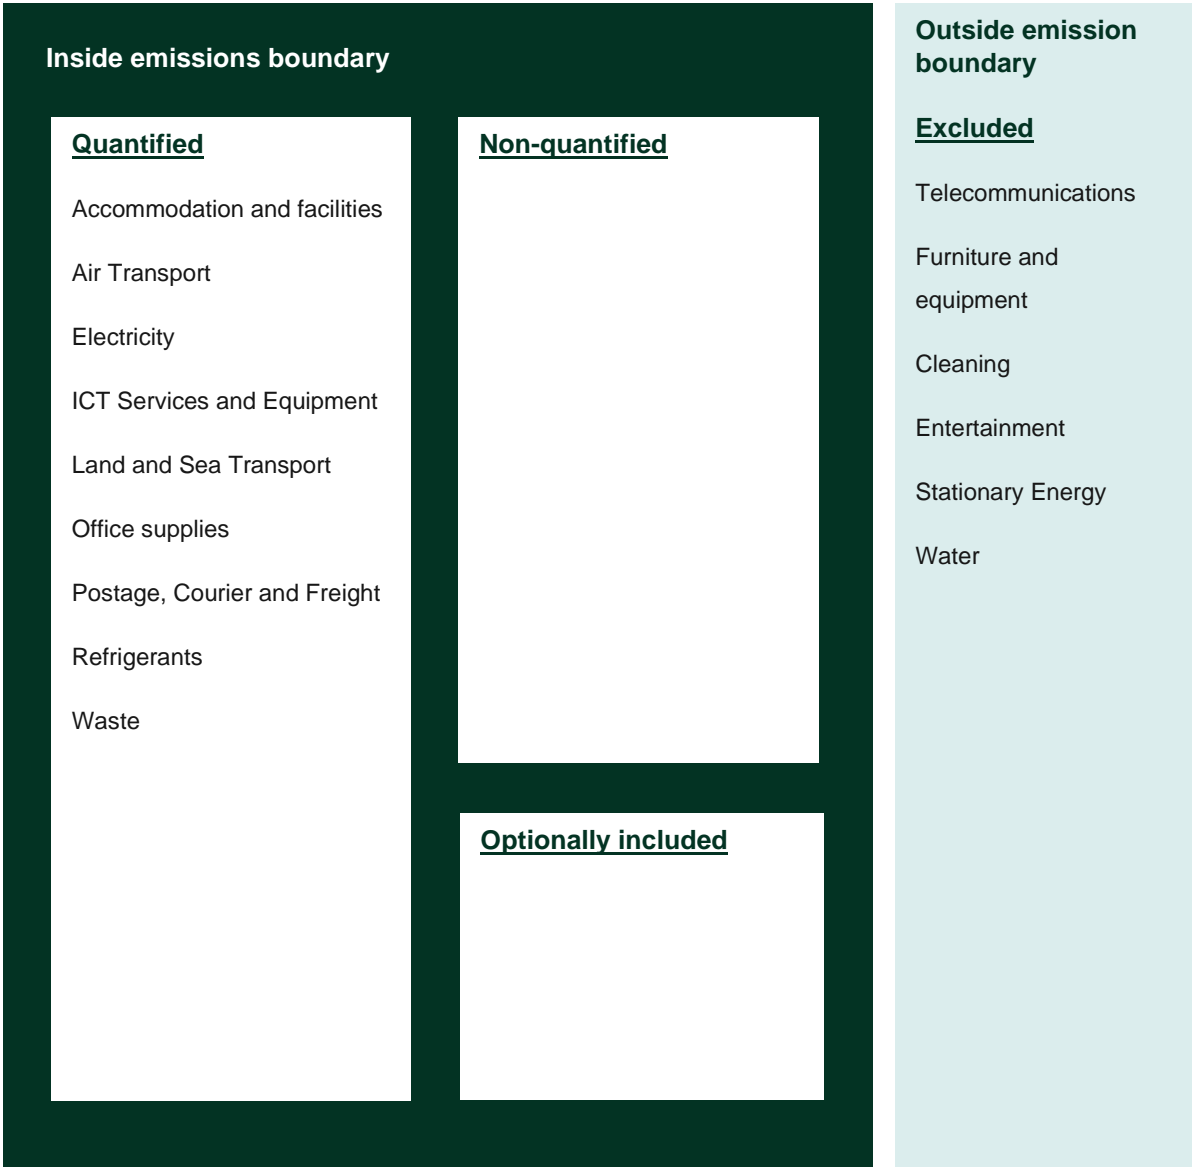 Inside emissions boundary
Quantified
Accommodation and facilities
Air Transport
Electricity
ICT Services and Equipment
Land and Sea Transport
Office supplies
Postage, Courier and Freight
Refrigerants
Waste
Non-quantified
Optionally included
Outside emission
boundary
Excluded
Telecommunications
Furniture and
equipment
Cleaning
Entertainment
Stationary Energy
Water